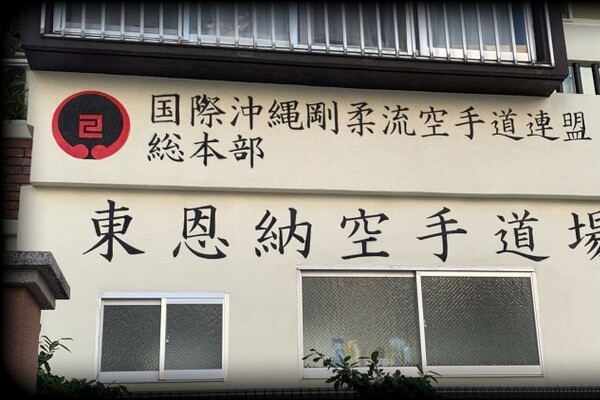 国際沖縄剛柔流空手道連盟
総本部
東恩納空手道場